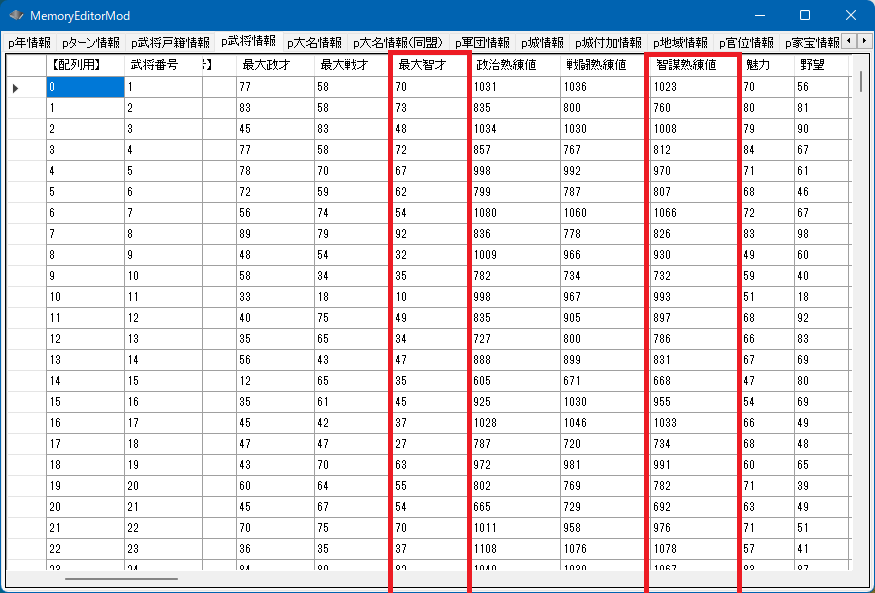 MemoryEditorMod
p年情報 pターン情報 p武将戸籍情報 p武将情報 p大名情報 p大名情報(同盟) p軍団情報 p城情報 p城付加情報 p地域情報 p官位情報 p家宝情報
【配列用】 武将番号 最大政才 最大戦才 最大智才 政治熟練値 戦闘熟練値 智謀熟練値 魅力 野望
0 1 77 58 70 1031 1036 1023 70 56
1 2 83 58 73 835 800 760 80 81
2 3 45 83 48 1034 1030 1008 79 90
3 4 77 58 72 857 767 812 84 67
4 5 78 70 67 998 992 970 71 61
5 6 72 59 62 799 787 807 68 46
6 7 56 74 54 1080 1060 1066 72 67
7 8 89 79 92 836 778 826 83 98
8 9 48 54 32 1009 966 930 49 60
9 10 58 34 35 782 734 732 59 40
10 11 33 18 10 998 967 993 51 18
11 12 40 75 49 835 905 897 68 92
12 13 35 65 34 727 800 786 66 83
13 14 56 43 47 888 899 831 67 69
14 15 12 65 35 605 671 668 47 80
15 16 35 61 45 925 1030 955 54 69
16 17 45 42 37 1028 1046 1033 66 49
17 18 47 47 27 787 720 734 68 48
18 19 43 70 63 972 981 991 60 65
19 20 60 64 55 802 769 782 71 39
20 21 45 67 54 665 729 692 63 49
21 22 70 75 70 1011 958 976 71 51
22 23 36 35 37 1108 1076 1078 57 41